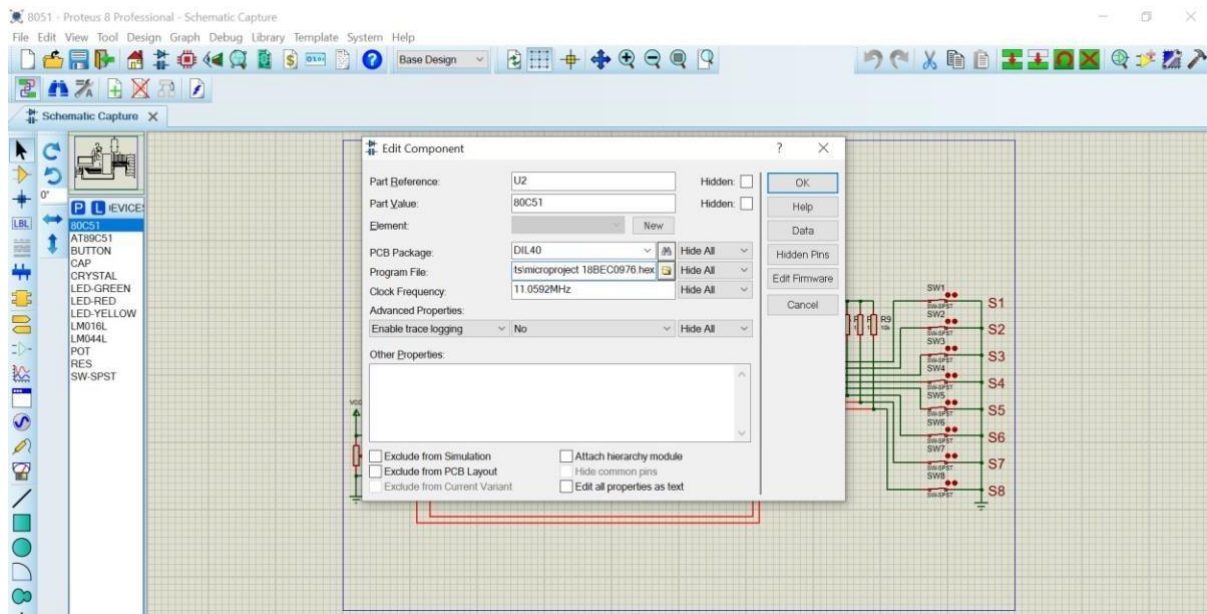 8051 - Proteus 8 Professional - Schematic Capture
File Edit View Tool Design Graph Debug Library Template System Help
Base Design
Schematic Capture
0°
P L EVICE
LBL
80C51
AT89C51
BUTTON
CAP
CRYSTAL
LED-GREEN
LED-RED
LED-YELLOW
LM016L
LM044L
POT
RES
SW-SPST
Edit Component ?
Part Reference: U2 Hidden: OK
Part Value: 80C51 Hidden: Help
Element: New Data
PCB Package: DIL40 Hide All Hidden Pins
Program File: ts\microproject 18BEC0976.hex Hide All Edit Firmware
Clock Frequency: 11.0592MHz Hide All Cancel
Advanced Properties:
Enable trace logging No Hide All
Other Properties:
Exclude from Simulation Attach hierarchy module
Exclude from PCB Layout Hide common pins
Exclude from Current Variant Edit all properties as text
R9
10k
SW1
S1
SW2
S2
SW3
S3
SW4
S4
SW5
S5
SW6
S6
SW7
S7
SW8
S8